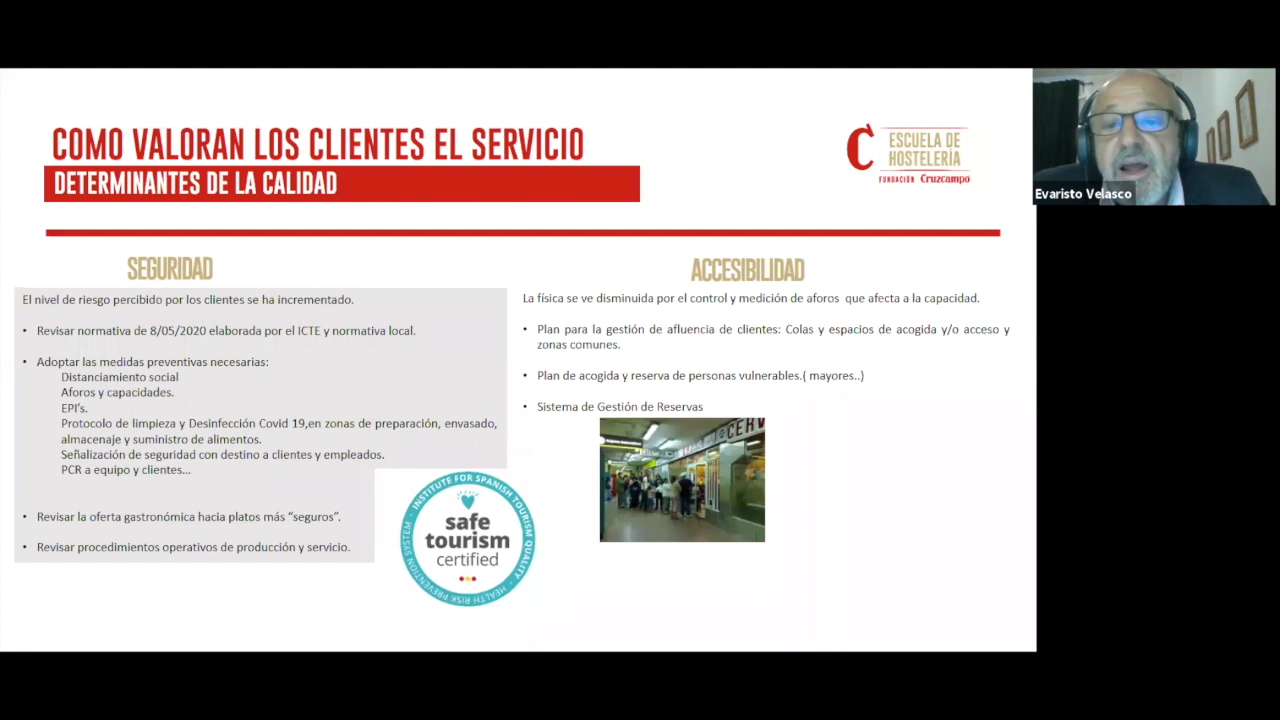 COMO VALORAN LOS CLIENTES EL SERVICIO
DETERMINANTES DE LA CALIDAD
C
ESCUELA DE
HOSTELERÍA
FUNDACIÓN Cruzcampo
Evaristo Velasco
SEGURIDAD
El nivel de riesgo percibido por los clientes se ha incrementado.
• Revisar normativa de 8/05/2020 elaborada por el ICTE y normativa local.
• Adoptar las medidas preventivas necesarias:
Distanciamiento social
Aforos y capacidades.
EPI's.
Protocolo de limpieza y Desinfección Covid 19,en zonas de preparación, envasado,
almacenaje y suministro de alimentos.
Señalización de seguridad con destino a clientes y empleados.
PCR a equipo y clientes...
• Revisar la oferta gastronómica hacia platos más “seguros”.
• Revisar procedimientos operativos de producción y servicio.
INSTITUTE FOR SPANISH TOURISM QUALITY
safe
tourism
certified
HEALTH RISK PREVENTION SYSTEM
ACCESIBILIDAD
La física se ve disminuida por el control y medición de aforos que afecta a la capacidad.
• Plan para la gestión de afluencia de clientes: Colas y espacios de acogida y/o acceso y
zonas comunes.
• Plan de acogida y reserva de personas vulnerables.( mayores..)
• Sistema de Gestión de Reservas
CERV